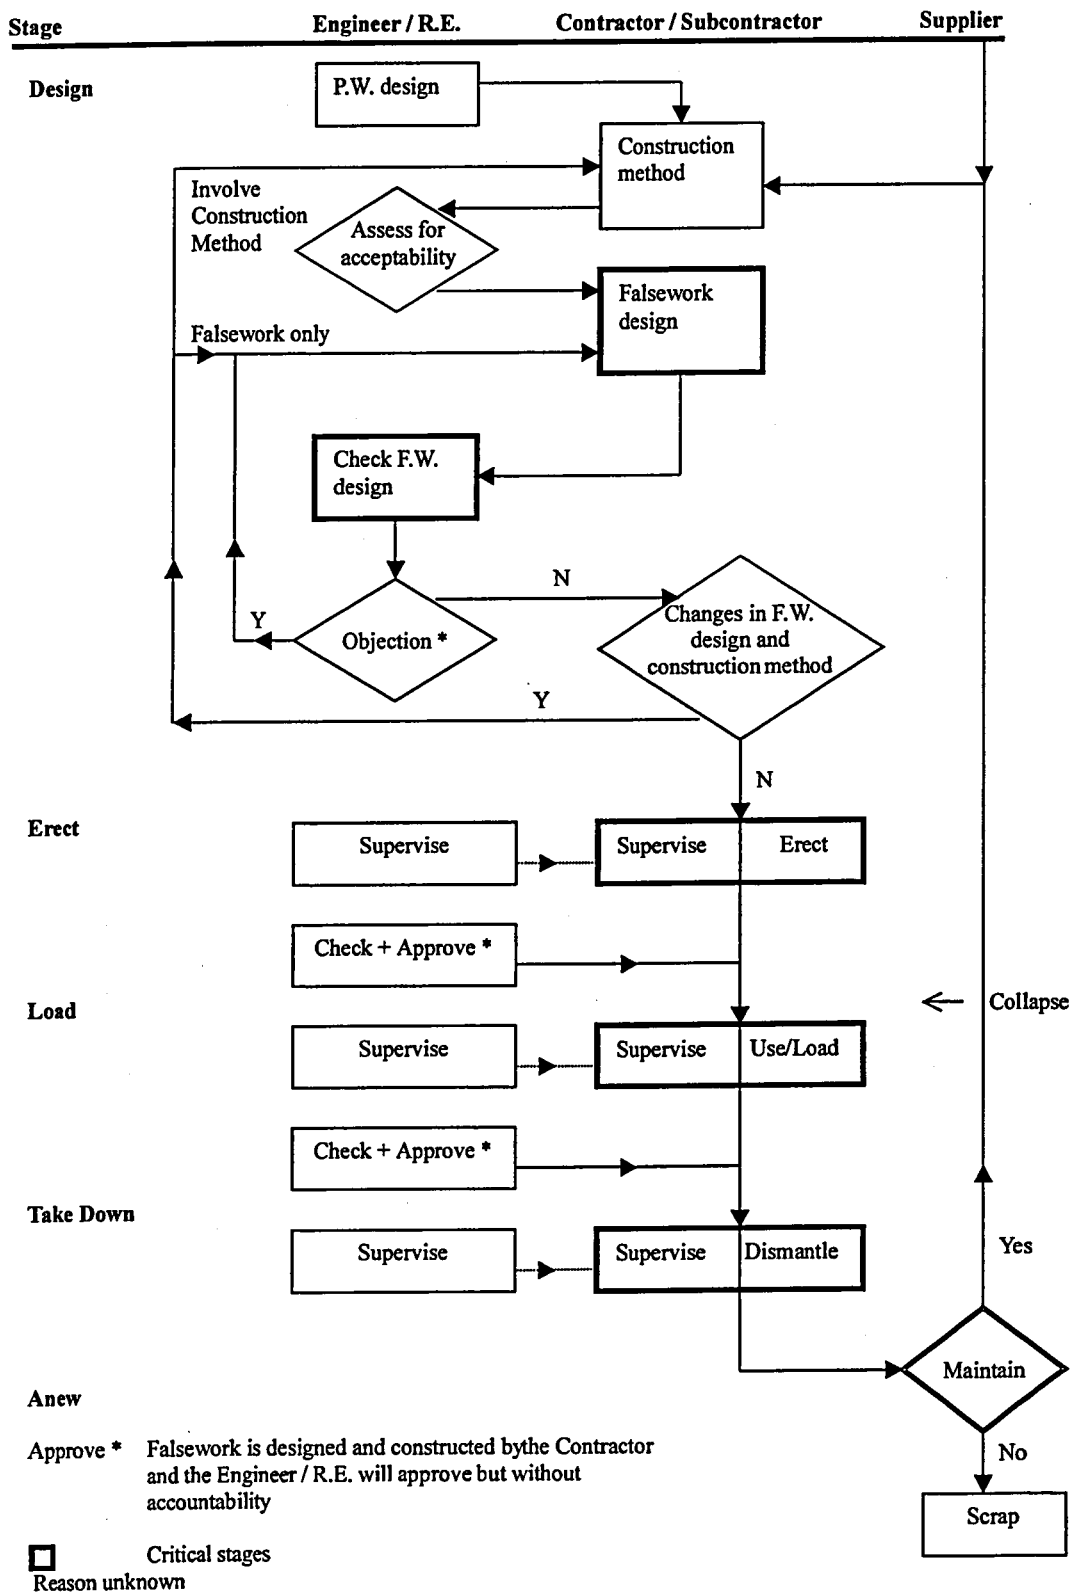 Stage Engineer / R.E. Contractor / Subcontractor Supplier
Design
P.W. design
Construction
method
Involve
Construction
Method
Assess for
acceptability
Falsework
design
Falsework only
Check F.W.
design
N
Y
Objection *
Changes in F.W.
design and
construction method
Y
N
Erect
Supervise
Supervise
Erect
Check + Approve *
Load
Collapse
Supervise
Supervise
Use/Load
Check + Approve *
Take Down
Supervise
Supervise
Dismantle
Yes
Maintain
Anew
No
Scrap
Approve * Falsework is designed and constructed bythe Contractor
and the Engineer / R.E. will approve but without
accountability
Critical stages
Reason unknown